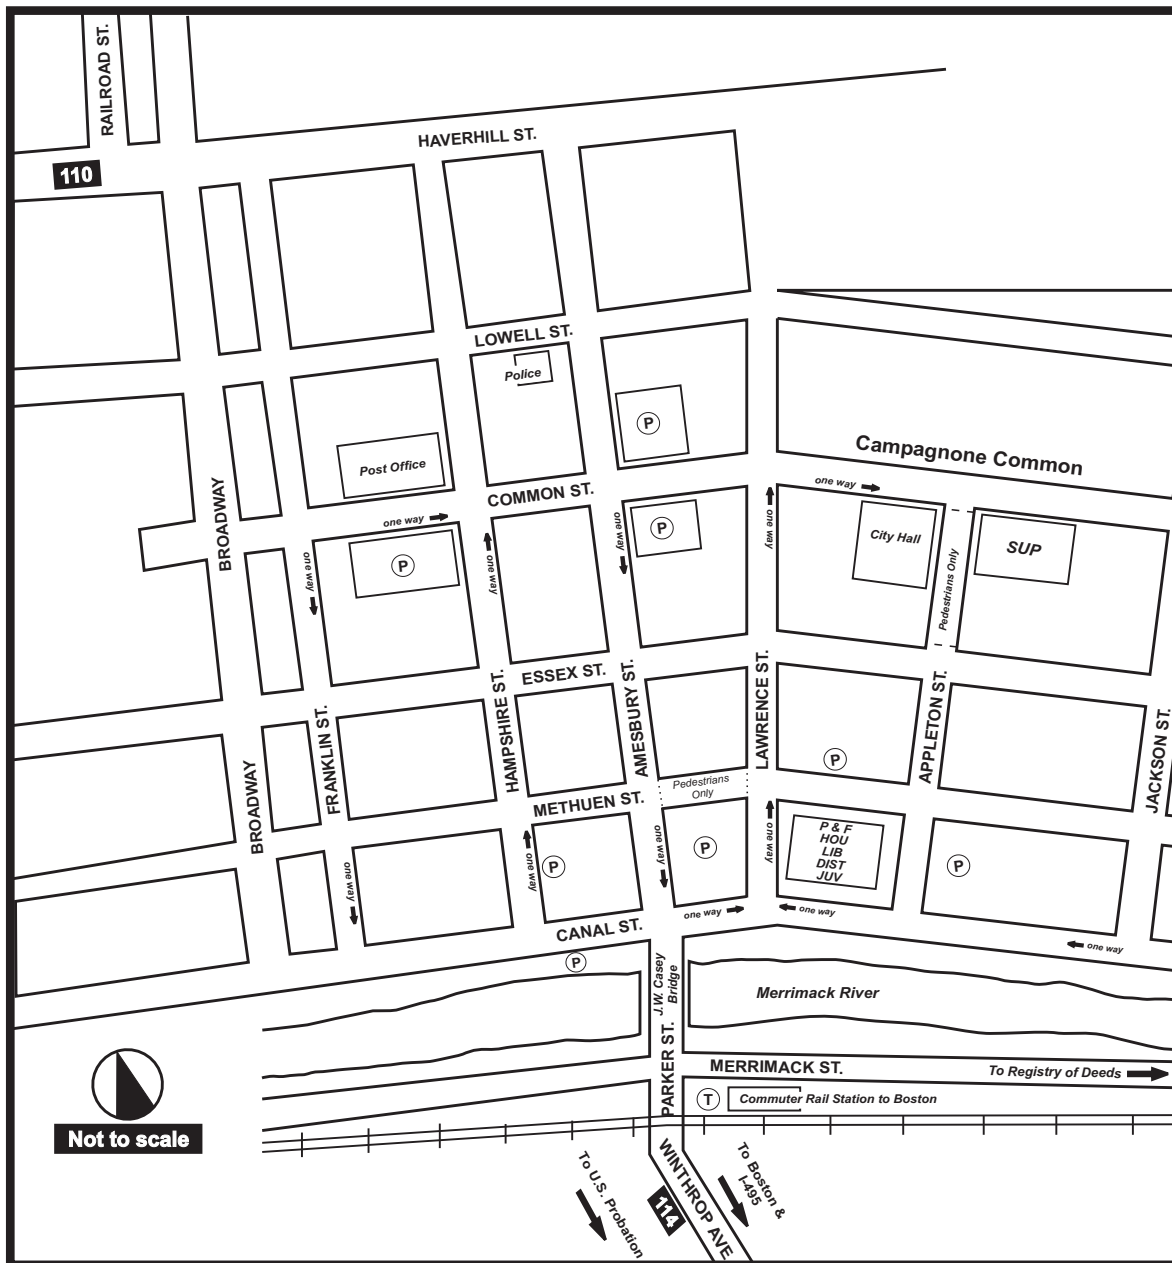 RAILROAD ST.
HAVERHILL ST.
110
LOWELL ST.
Police
P
Campagnone Common
Post Office
BROADWAY
COMMON ST.
one way
one way
one way
one way
one way
one way
P
P
City Hall
SUP
Pedestrians Only
ESSEX ST.
FRANKLIN ST.
HAMPSHIRE ST.
AMESBURY ST.
LAWRENCE ST.
APPLETON ST.
JACKSON ST.
BROADWAY
P
Pedestrians
Only
METHUEN ST.
one way
one way
one way
one way
P
P
P & F
HOU
LIB
DIST
JUV
P
one way
one way
one way
CANAL ST.
P
J.W. Casey
Bridge
Merrimack River
PARKER ST.
MERRIMACK ST.
To Registry of Deeds
T
Commuter Rail Station to Boston
Not to scale
To U.S. Probation
114
WINTHROP AVE
To Boston &
I-495